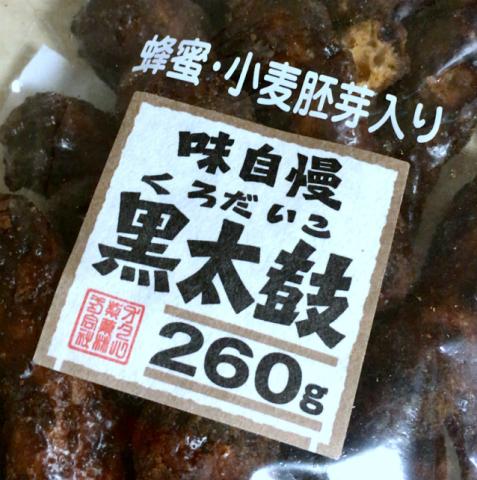 蜂蜜・小麦胚芽入り
味自慢
くろだいこ
黒太鼓
260g